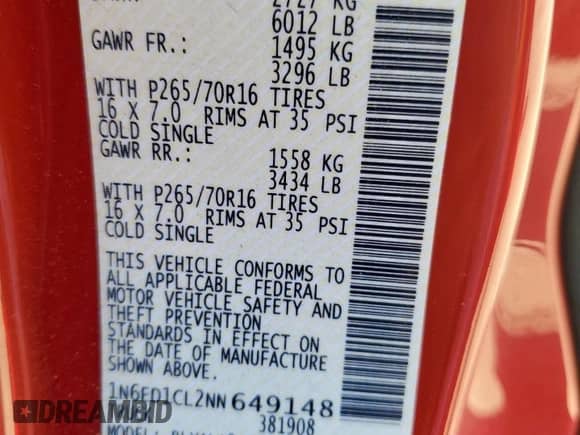 2727 KG
6012 LB
GAWR FR.: 1495 KG
3296 LB
WITH P265/70R16 TIRES
16 X 7.0 RIMS AT 35 PSI
COLD SINGLE
GAWR RR.: 1558 KG
3434 LB
WITH P265/70R16 TIRES
16 X 7.0 RIMS AT 35 PSI
COLD SINGLE
THIS VEHICLE CONFORMS TO
ALL APPLICABLE FEDERAL
MOTOR VEHICLE SAFETY AND
THEFT PREVENTION
STANDARDS IN EFFECT ON
THE DATE OF MANUFACTURE
SHOWN ABOVE.
1N6ED1CL2NN649148
381908
DREAMBID